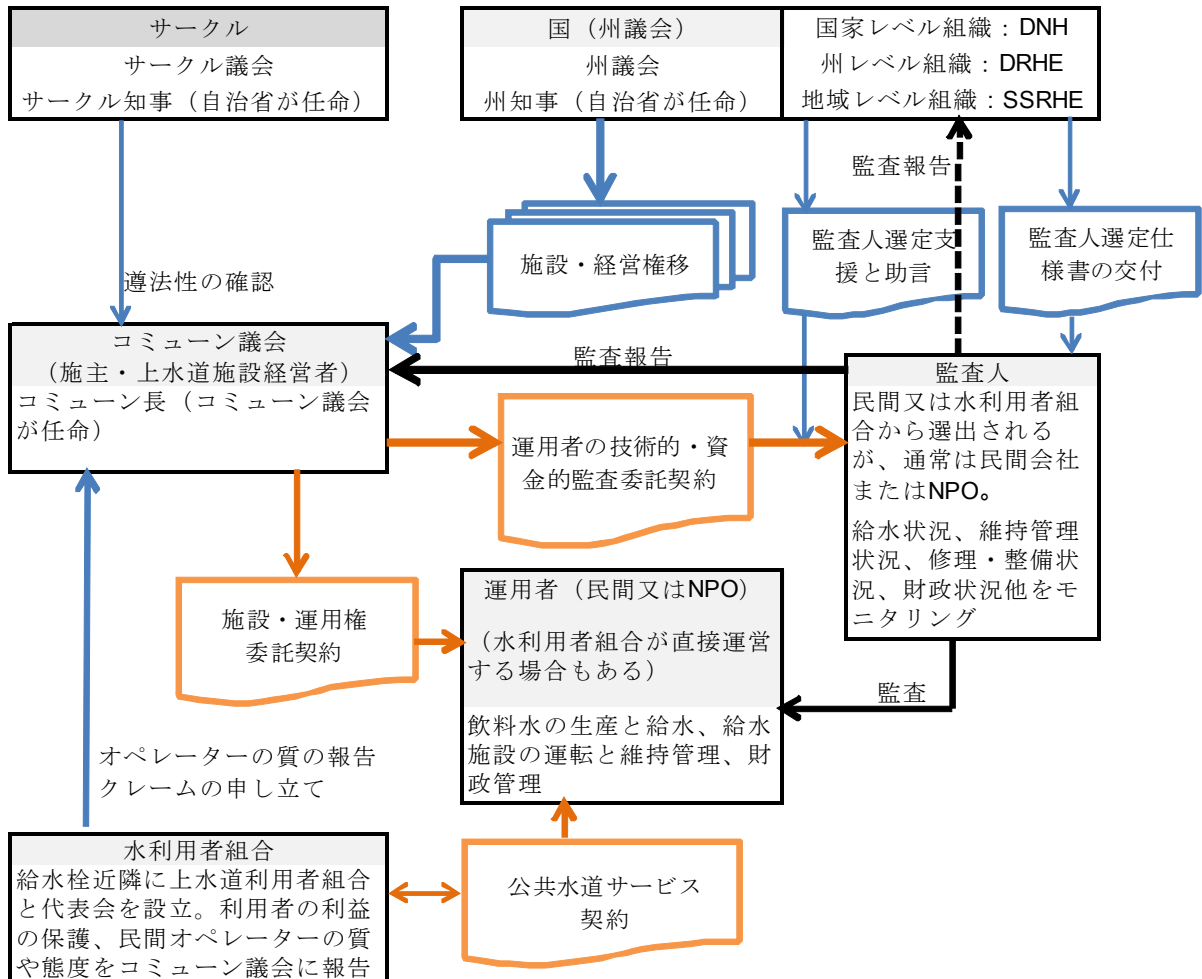 サークル
サークル議会
サークル知事（自治省が任命）
国（州議会）
州議会
州知事（自治省が任命）
国家レベル組織：DNH
州レベル組織：DRHE
地域レベル組織：SSRHE
監査報告
施設・経営権移
監査人選定支
援と助言
監査人選定仕
様書の交付
遵法性の確認
コミューン議会
（施主・上水道施設経営者）
コミューン長（コミューン議会
が任命）
監査報告
監査人
民間又は水利用者組
合から選出される
が、通常は民間会社
またはNPO。
給水状況、維持管理
状況、修理・整備状
況、財政状況他をモ
ニタリング
運用者の技術的・資
金的監査委託契約
施設・運用権
委託契約
運用者（民間又はNPO）
（水利用者組合が直接運営
する場合もある）
飲料水の生産と給水、給水
施設の運転と維持管理、財
政管理
監査
オペレーターの質の報告
クレームの申し立て
水利用者組合
給水栓近隣に上水道利用者組合
と代表会を設立。利用者の利益
の保護、民間オペレーターの質
や態度をコミューン議会に報告
公共水道サービス
契約